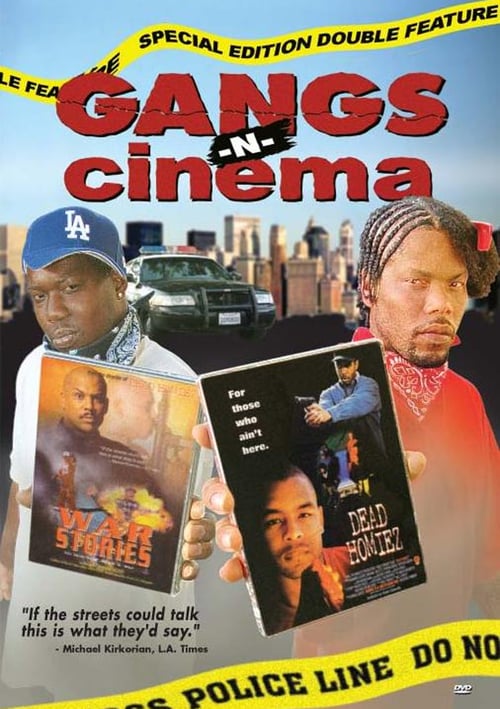 LE FEA
SPECIAL EDITION DOUBLE FEATURE
GANGS
-N-
cinema
LA
WAR
STORIES
For
those
who
ain't
here.
DEAD
HOMIEZ
"If the streets could talk
this is what they'd say."
- Michael Kirkorian, L.A. Times
POLICE LINE DO NO
DVD